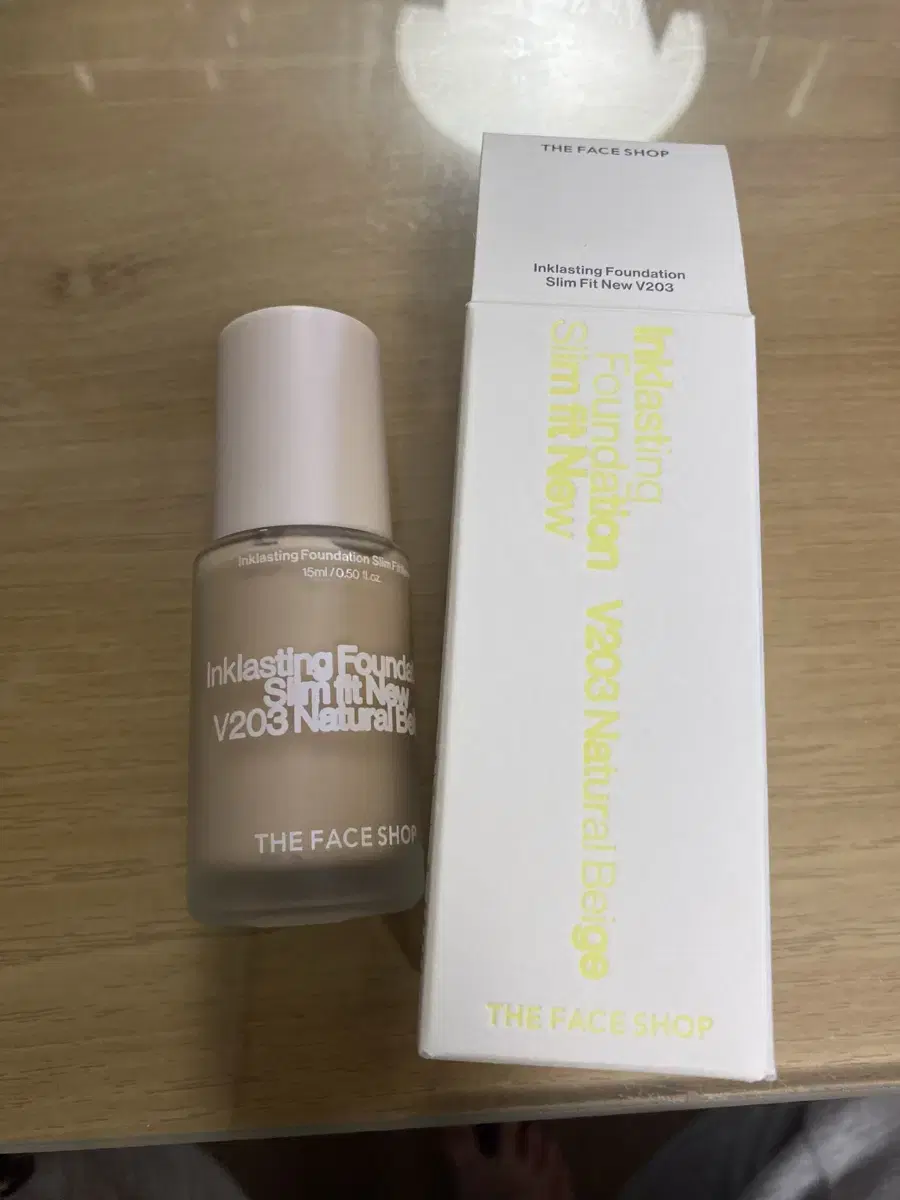 Inklasting Foundation Slim Fit
15ml / 0.50 fl.oz.
Inklasting Founda
Slim fit New
V203 Natural Be
THE FACE SHOP
THE FACE SHOP
Inklasting Foundation
Slim Fit New V203
Inklasting
Foundation V203 Natural Beige
Slim fit New
THE FACE SHOP